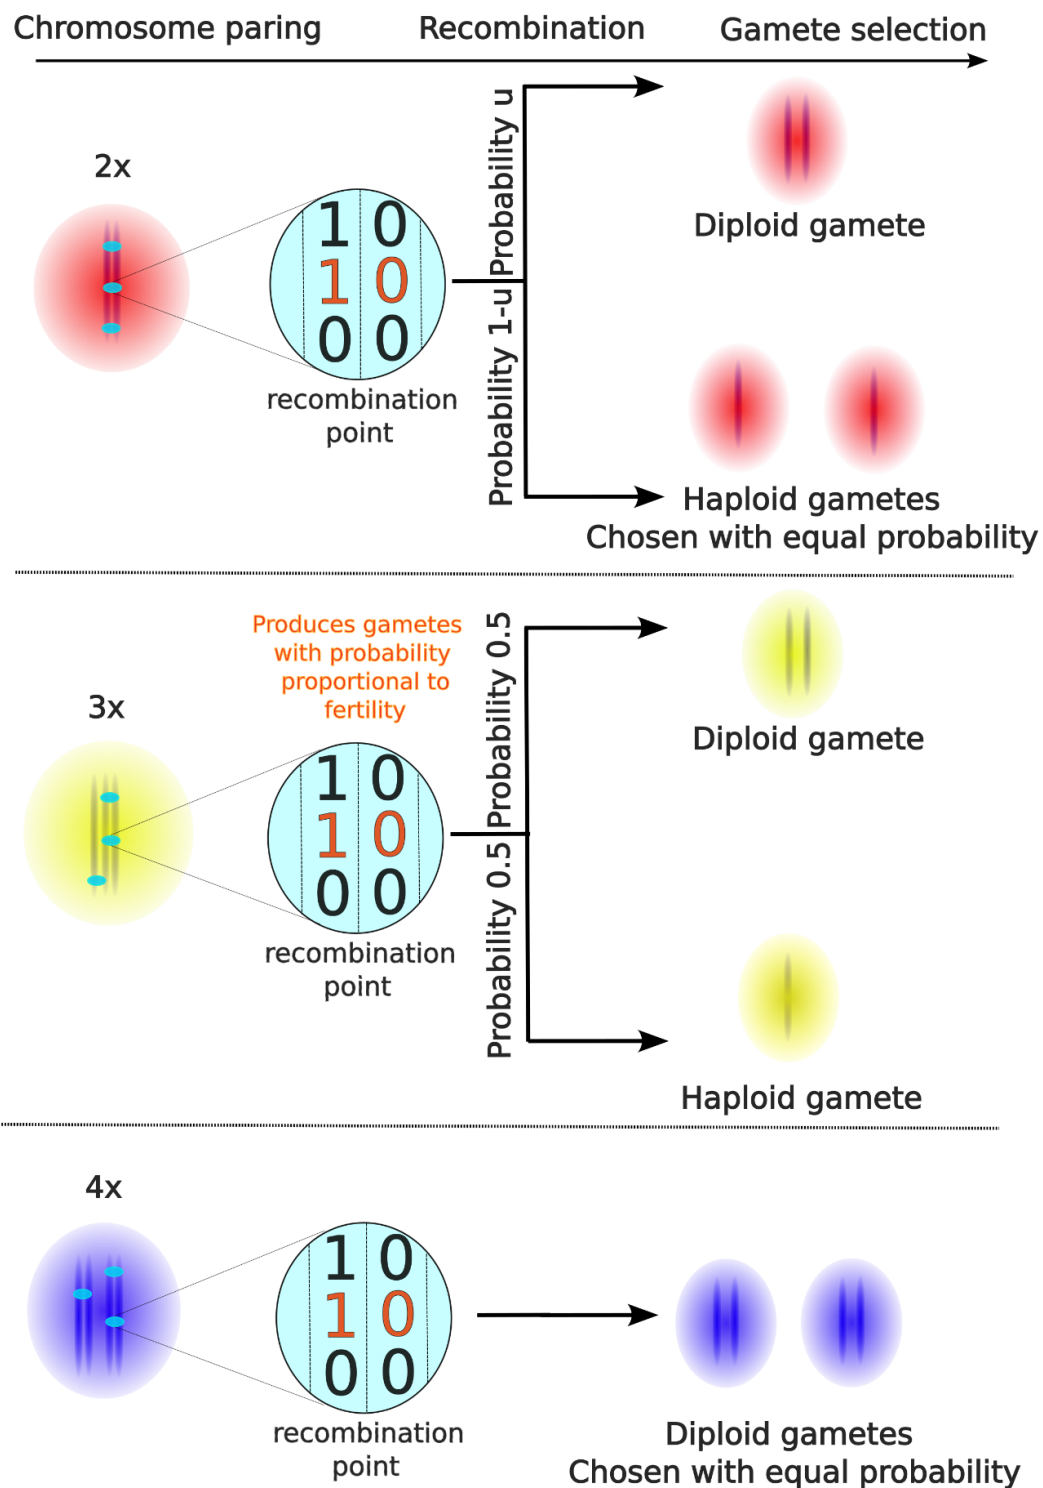 Chromosome paring
Recombination
Gamete selection
2x
1 0
1 0
0 0
recombination
point
Probability u
Probability 1-u
Diploid gamete
Haploid gametes
Chosen with equal probability
3x
Produces gametes
with probability
proportional to
fertility
1 0
1 0
0 0
recombination
point
Probability 0.5
Probability 0.5
Diploid gamete
Haploid gamete
4x
1 0
1 0
0 0
recombination
point
Diploid gametes
Chosen with equal probability